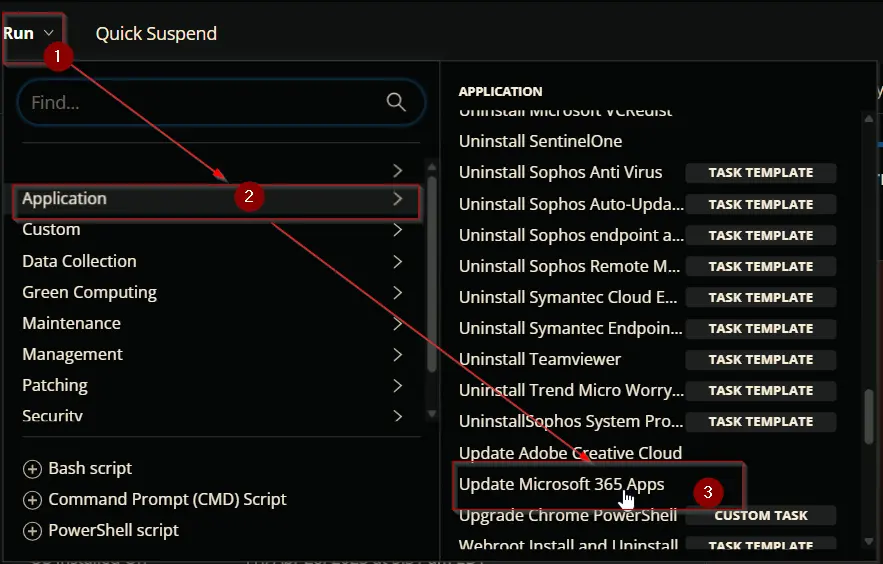 Run
Quick Suspend
1
Find...
Application
2
Custom
Data Collection
Green Computing
Maintenance
Management
Patching
Security
Bash script
Command Prompt (CMD) Script
PowerShell script
APPLICATION
Uninstall Microsoft VCRedist
Uninstall SentinelOne
Uninstall Sophos Anti Virus TASK TEMPLATE
Uninstall Sophos Auto-Upda... TASK TEMPLATE
Uninstall Sophos endpoint a... TASK TEMPLATE
Uninstall Sophos Remote M... TASK TEMPLATE
Uninstall Symantec Cloud E... TASK TEMPLATE
Uninstall Symantec Endpoin... TASK TEMPLATE
Uninstall Teamviewer TASK TEMPLATE
Uninstall Trend Micro Worry... TASK TEMPLATE
UninstallSophos System Pro... TASK TEMPLATE
Update Adobe Creative Cloud
Update Microsoft 365 Apps
3
Upgrade Chrome PowerShell CUSTOM TASK
Webroot Install and Uninstall TASK TEMPLATE